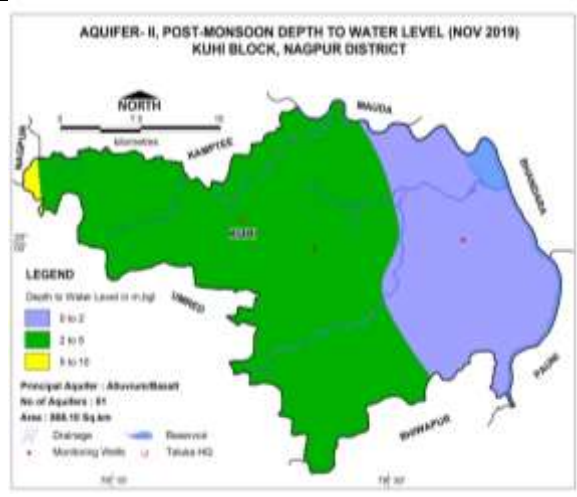 AQUIFER- II, POST-MONSOON DEPTH TO WATER LEVEL (NOV 2019)
KUHI BLOCK, NAGPUR DISTRICT
NORTH
kilometres
NAGPUR
KAMPTEE
MAUDA
BHANDARA
KUHI
UMRED
PAUNI
BHIWAPUR
LEGEND
Depth to Water Level (in m.bgl)
0 to 2
2 to 5
5 to 10
Principal Aquifer : Alluvium/Basalt
No of Aquifers : 01
Drainage
Reservoir
Monitoring Wells
Taluka HQ